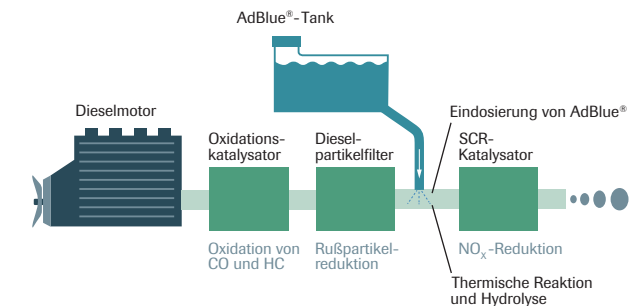 AdBlue®-Tank
Dieselmotor
Oxidations-
katalysator
Diesel-
partikelfilter
Eindosierung von AdBlue®
SCR-
Katalysator
Oxidation von
CO und HC
Rußpartikel-
reduktion
NOx-Reduktion
Thermische Reaktion
und Hydrolyse